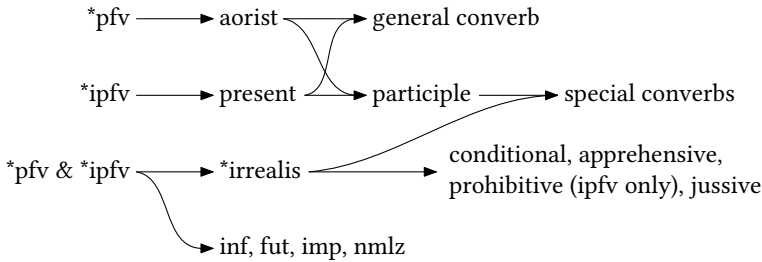 *pfv aorist general converb
*ipfv present participle special converbs
*pfv & *ipfv *irrealis conditional, apprehensive,
prohibitive (ipfv only), jussive
inf, fut, imp, nmlz